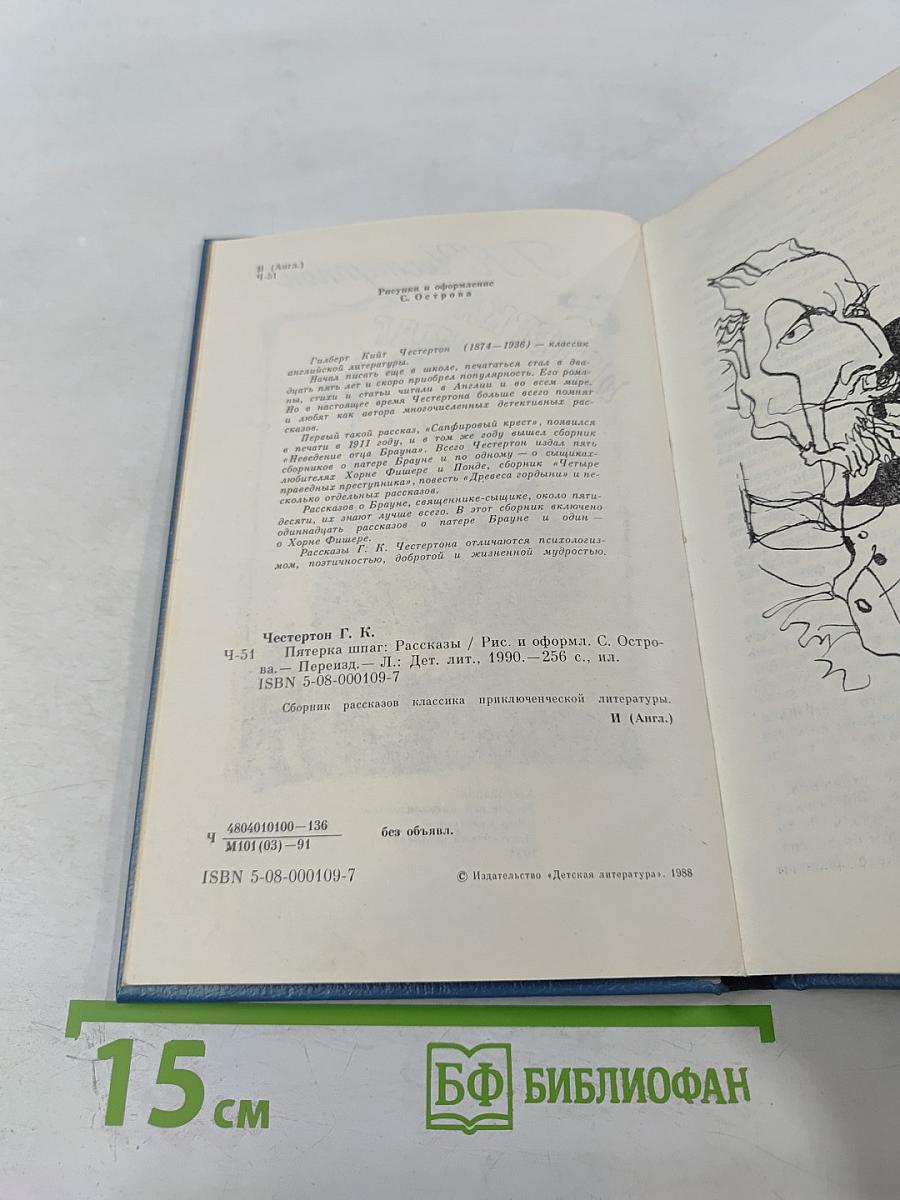 И (Англ.)
Ч-51
Рисунки и оформление
С. Острова
Гилберт Кийт Честертон (1874—1936) — классик
английской литературы.
Начал писать еще в школе, печататься стал в два-
дцать пять лет и скоро приобрел популярность. Его рома-
ны, стихи и статьи читали в Англии и во всем мире.
Но в настоящее время Честертона больше всего помнят
и любят как автора многочисленных детективных рас-
сказов.
Первый такой рассказ, «Сапфировый крест», появился
в печати в 1911 году, и в том же году вышел сборник
«Неведение отца Брауна». Всего Честертон издал пять
сборников о патере Брауне и по одному — о сыщиках-
любителях Хорне Фишере и Понде, сборник «Четыре
праведных преступника», повесть «Древеса гордыни» и не-
сколько отдельных рассказов.
Рассказов о Брауне, священнике-сыщике, около пяти-
десяти, их знают лучше всего. В этот сборник включено
одиннадцать рассказов о патере Брауне и один —
о Хорне Фишере.
Рассказы Г. К. Честертона отличаются психологиз-
мом, поэтичностью, добротой и жизненной мудростью.
Честертон Г. К.
Ч-51 Пятерка шпаг: Рассказы / Рис. и оформл. С. Остро-
ва.— Переизд.— Л.: Дет. лит., 1990.—256 с., ил.
ISBN 5-08-000109-7
Сборник рассказов классика приключенческой литературы.
И (Англ.)
Ч 4804010100—136 без объявл.
М101(03)—91
ISBN 5-08-000109-7
© Издательство «Детская литература». 1988
15 см
БФ БИБЛИОФАН